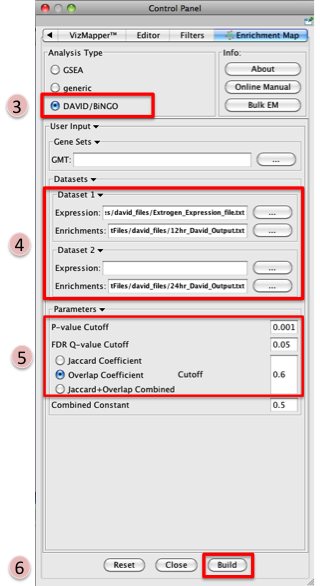 Control Panel
VizMapper™ Editor Filters Enrichment Map
Analysis Type
GSEA
generic
DAVID/BiNGO
Info:
About
Online Manual
Bulk EM
3
User Input
Gene Sets
GMT: ...
Datasets
Dataset 1
Expression: :s/david_files/Extrogen_Expression_file.txt ...
Enrichments: tFiles/david_files/12hr_David_Output.txt ...
4
Dataset 2
Expression: ...
Enrichments: tFiles/david_files/24hr_David_Output.txt ...
Parameters
P-value Cutoff 0.001
FDR Q-value Cutoff 0.05
5
Jaccard Coefficient
Overlap Coefficient Cutoff 0.6
Jaccard+Overlap Combined
Combined Constant 0.5
6
Reset Close Build